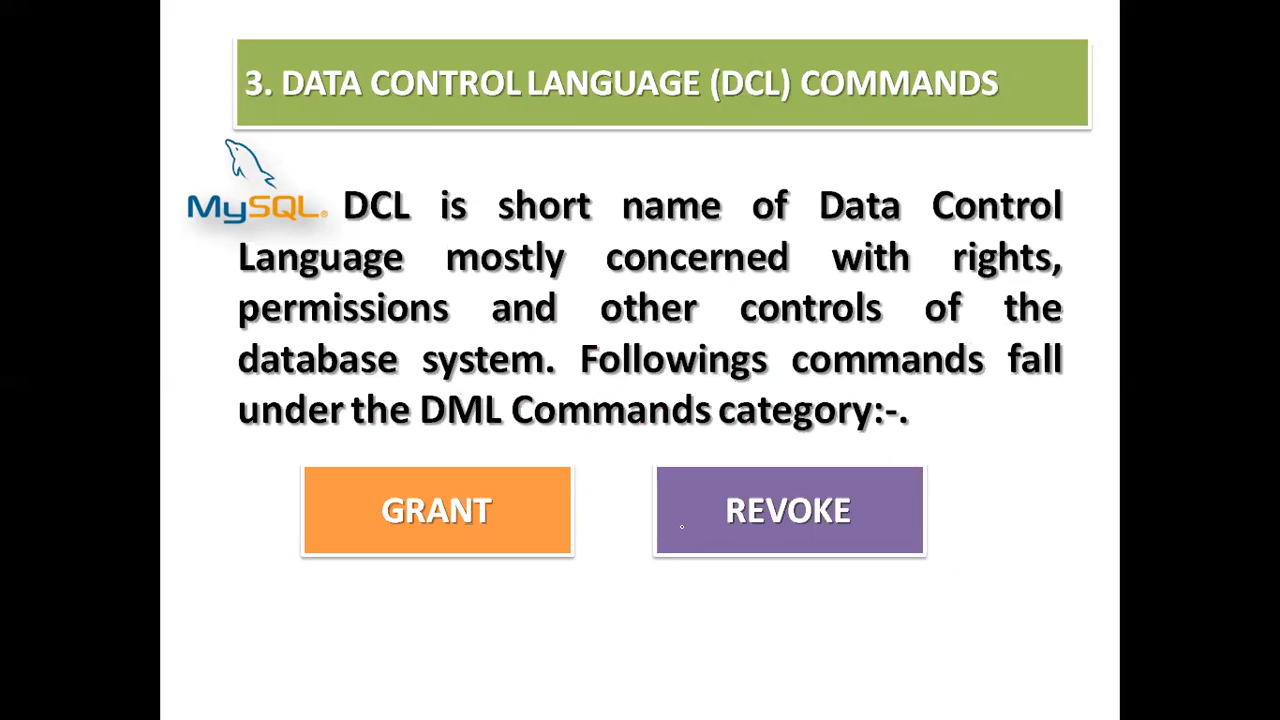 3. DATA CONTROL LANGUAGE (DCL) COMMANDS
MySQL®
DCL is short name of Data Control
Language mostly concerned with rights,
permissions and other controls of the
database system. Followings commands fall
under the DML Commands category:-.
GRANT
REVOKE